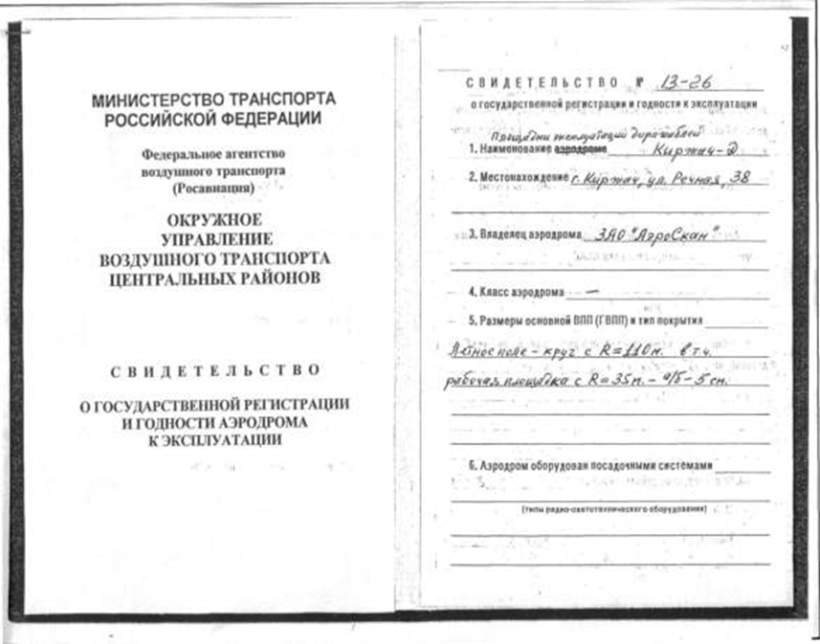 МИНИСТЕРСТВО ТРАНСПОРТА
РОССИЙСКОЙ ФЕДЕРАЦИИ
Федеральное агентство
воздушного транспорта
(Росавиация)
ОКРУЖНОЕ
УПРАВЛЕНИЕ
ВОЗДУШНОГО ТРАНСПОРТА
ЦЕНТРАЛЬНЫХ РАЙОНОВ
СВИДЕТЕЛЬСТВО
О ГОСУДАРСТВЕННОЙ РЕГИСТРАЦИИ
И ГОДНОСТИ АЭРОДРОМА
К ЭКСПЛУАТАЦИИ
СВИДЕТЕЛЬСТВО № 13-26
о государственной регистрации и годности к эксплуатации
Площадки эксплуатации дирижаблей
1. Наименование аэродрома Киржач-Д
2. Местонахождение г. Киржач, ул. Речная, 38
3. Владелец аэродрома ЗАО "АэроСкан"
4. Класс аэродрома —
5. Размеры основной ВПП (ГВПП) и тип покрытия
Летное поле - круг с R=110м. в т.ч.
рабочая площадка с R=35м. - а/б - 5 см.
6. Аэродром оборудован посадочными системами
(типы радио-светотехнического оборудования)